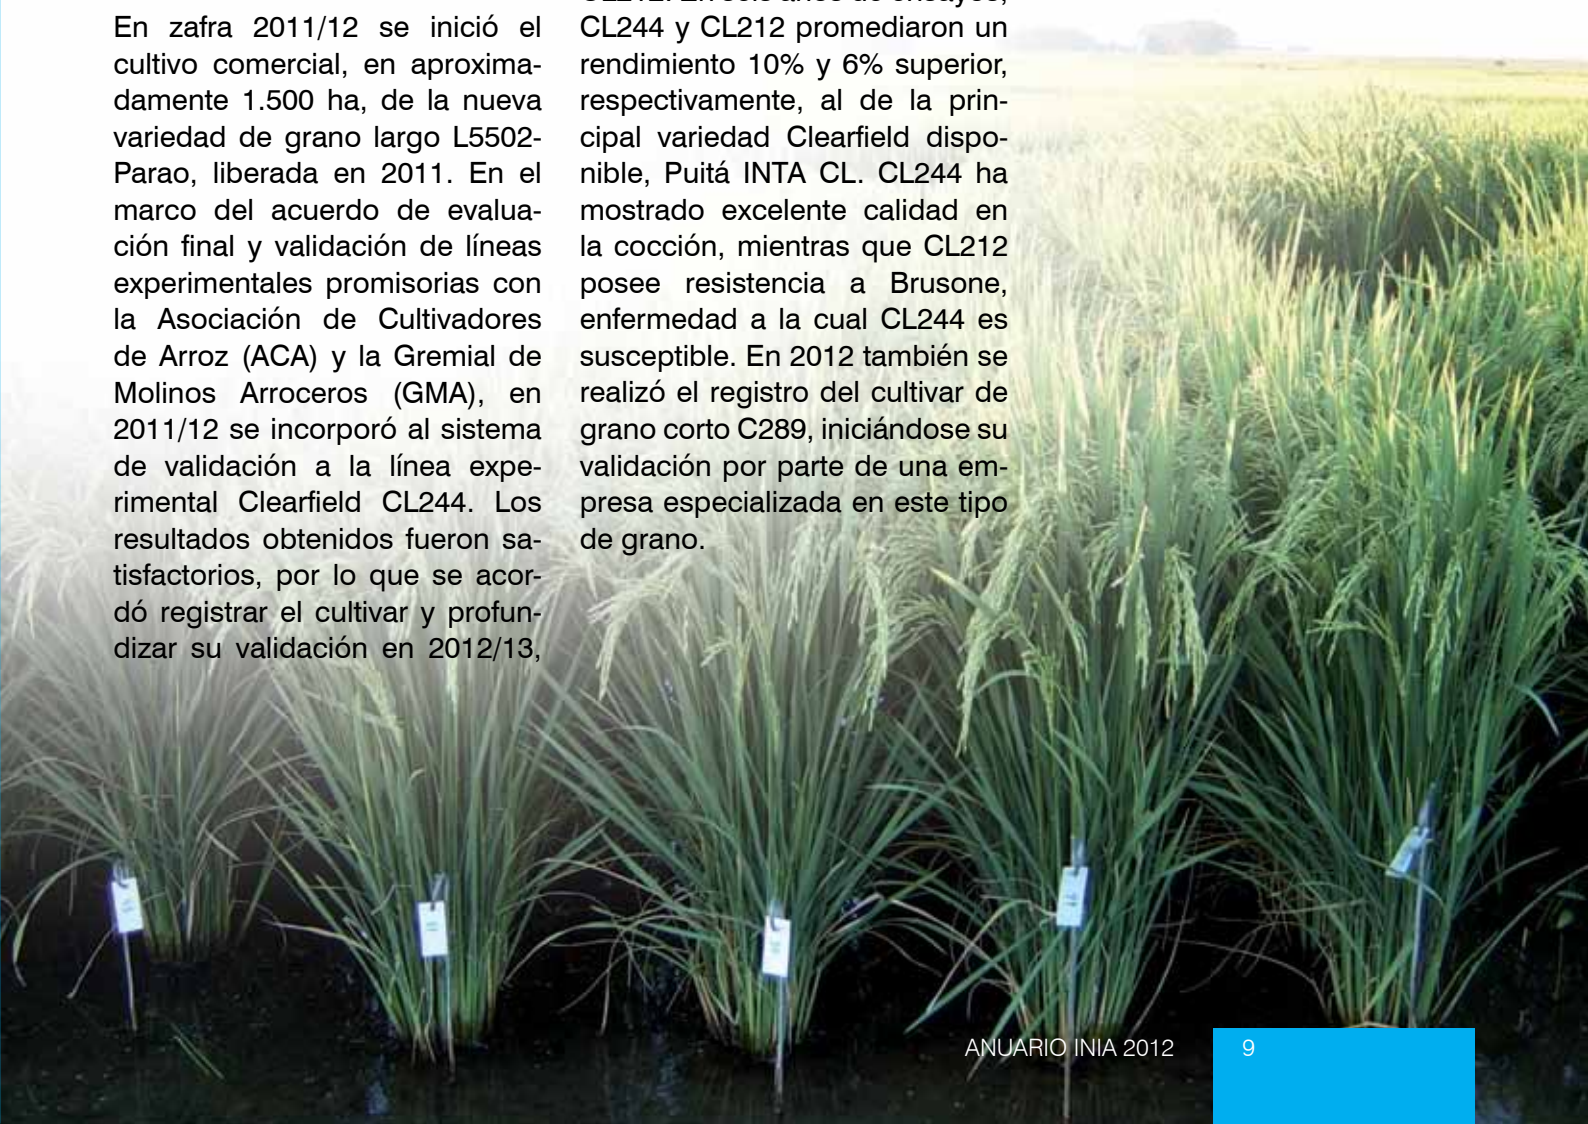 En zafra 2011/12 se inició el
cultivo comercial, en aproxima-
damente 1.500 ha, de la nueva
variedad de grano largo L5502-
Parao, liberada en 2011. En el
marco del acuerdo de evalua-
ción final y validación de líneas
experimentales promisorias con
la Asociación de Cultivadores
de Arroz (ACA) y la Gremial de
Molinos Arroceros (GMA), en
2011/12 se incorporó al sistema
de validación a la línea expe-
rimental Clearfield CL244. Los
resultados obtenidos fueron sa-
tisfactorios, por lo que se acor-
dó registrar el cultivar y profun-
dizar su validación en 2012/13,
CL244 y CL212 promediaron un
rendimiento 10% y 6% superior,
respectivamente, al de la prin-
cipal variedad Clearfield dispo-
nible, Puitá INTA CL. CL244 ha
mostrado excelente calidad en
la cocción, mientras que CL212
posee resistencia a Brusone,
enfermedad a la cual CL244 es
susceptible. En 2012 también se
realizó el registro del cultivar de
grano corto C289, iniciándose su
validación por parte de una em-
presa especializada en este tipo
de grano.
ANUARIO INIA 2012
9